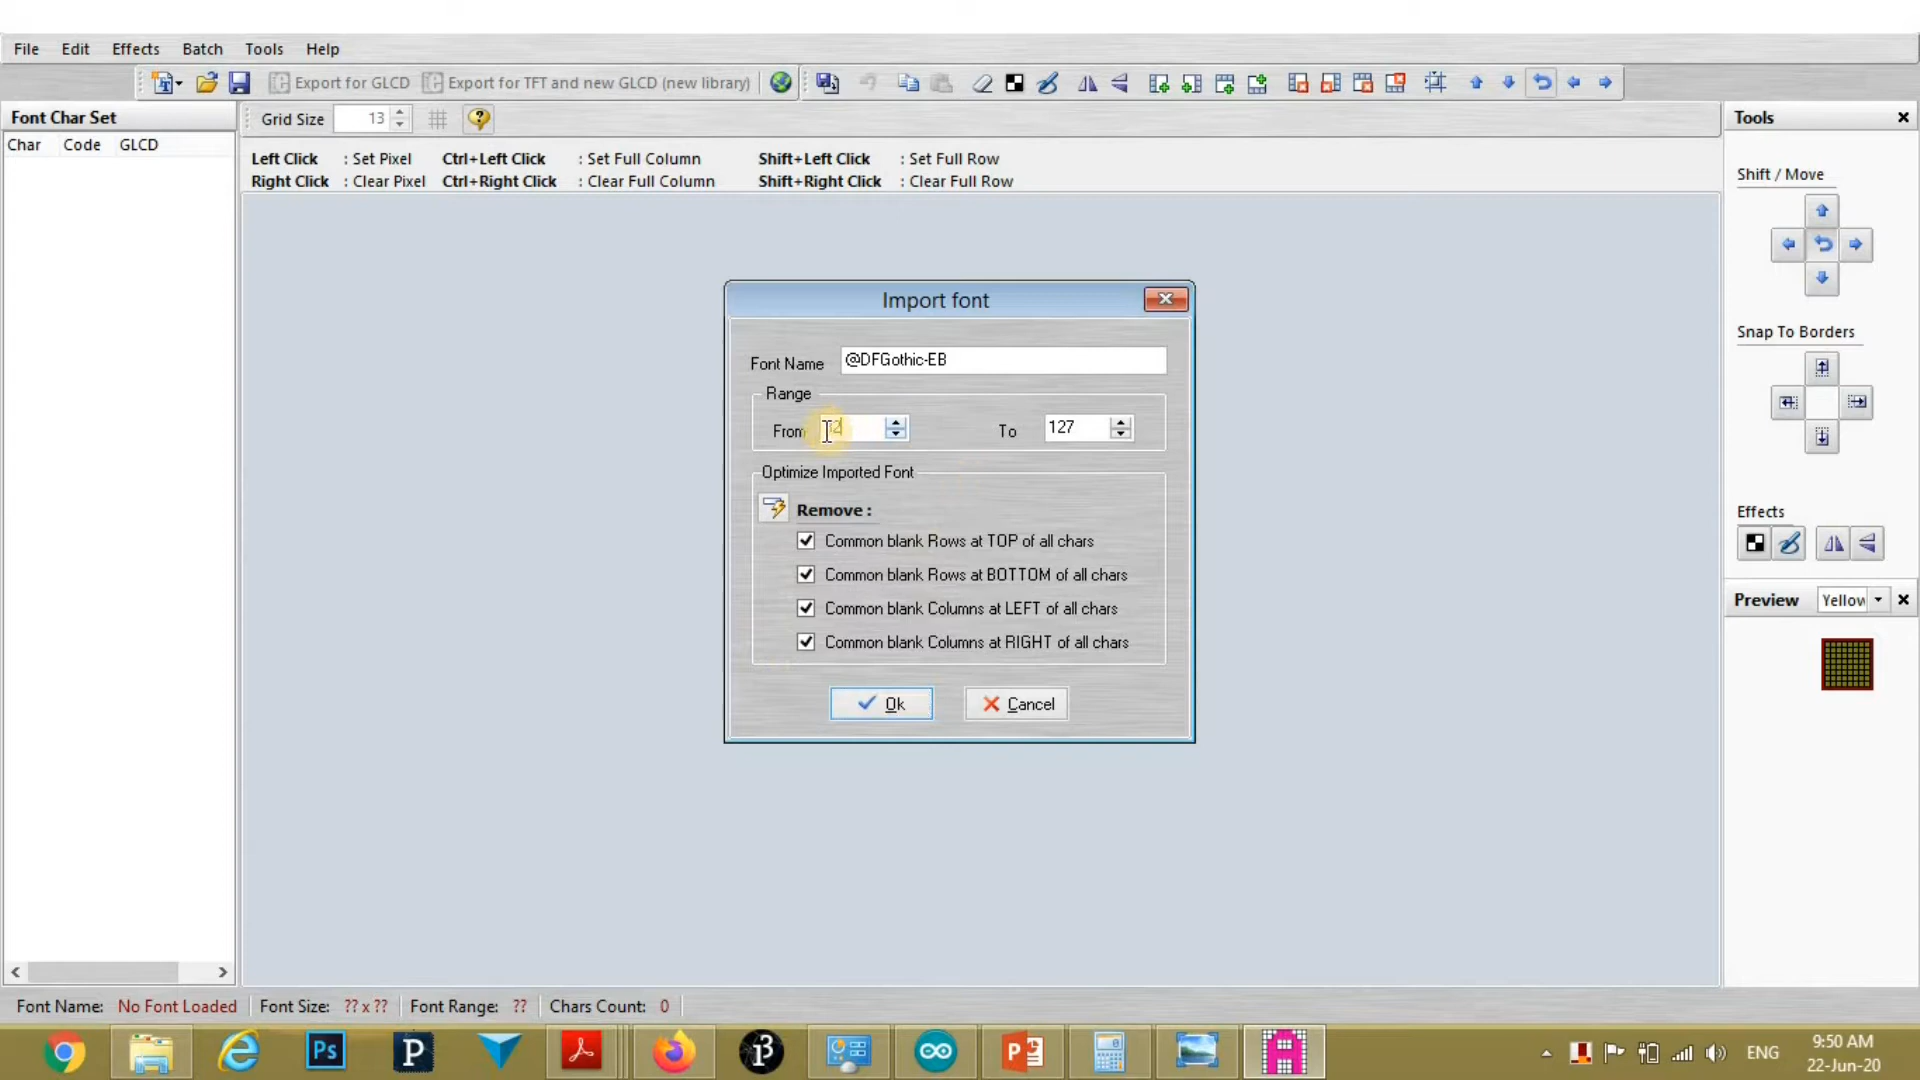 File Edit Effects Batch Tools Help
Export for GLCD Export for TFT and new GLCD (new library)
Font Char Set
Grid Size 13
Tools
Char Code GLCD
Left Click : Set Pixel Ctrl+Left Click : Set Full Column Shift+Left Click : Set Full Row
Right Click : Clear Pixel Ctrl+Right Click : Clear Full Column Shift+Right Click : Clear Full Row
Shift / Move
Import font
Snap To Borders
Font Name @DFGothic-EB
Range
From To 127
Optimize Imported Font
Remove :
Effects
Common blank Rows at TOP of all chars
Common blank Rows at BOTTOM of all chars
Common blank Columns at LEFT of all chars
Common blank Columns at RIGHT of all chars
Preview Yellow
Ok Cancel
Font Name: No Font Loaded Font Size: ?? x ?? Font Range: ?? Chars Count: 0
Ps P
ENG
9:50 AM
22-Jun-20